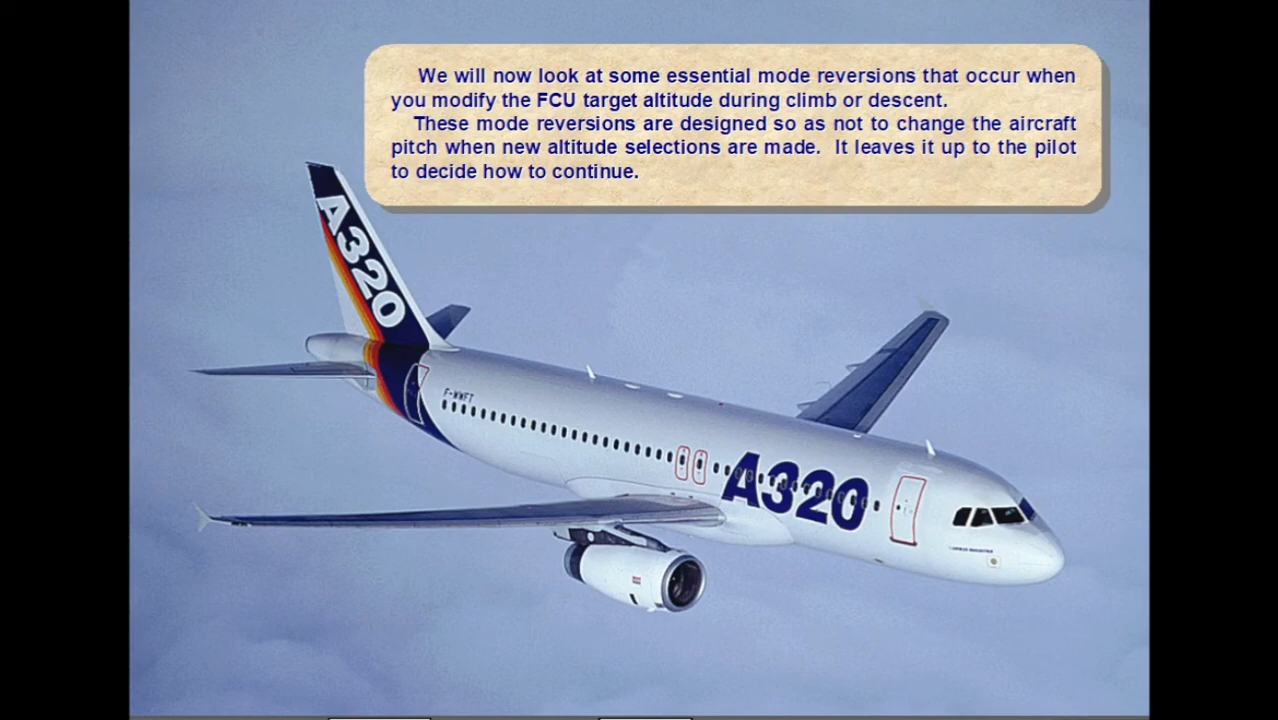 We will now look at some essential mode reversions that occur when
you modify the FCU target altitude during climb or descent.
These mode reversions are designed so as not to change the aircraft
pitch when new altitude selections are made. It leaves it up to the pilot
to decide how to continue.
A320
F-WWFT
A320